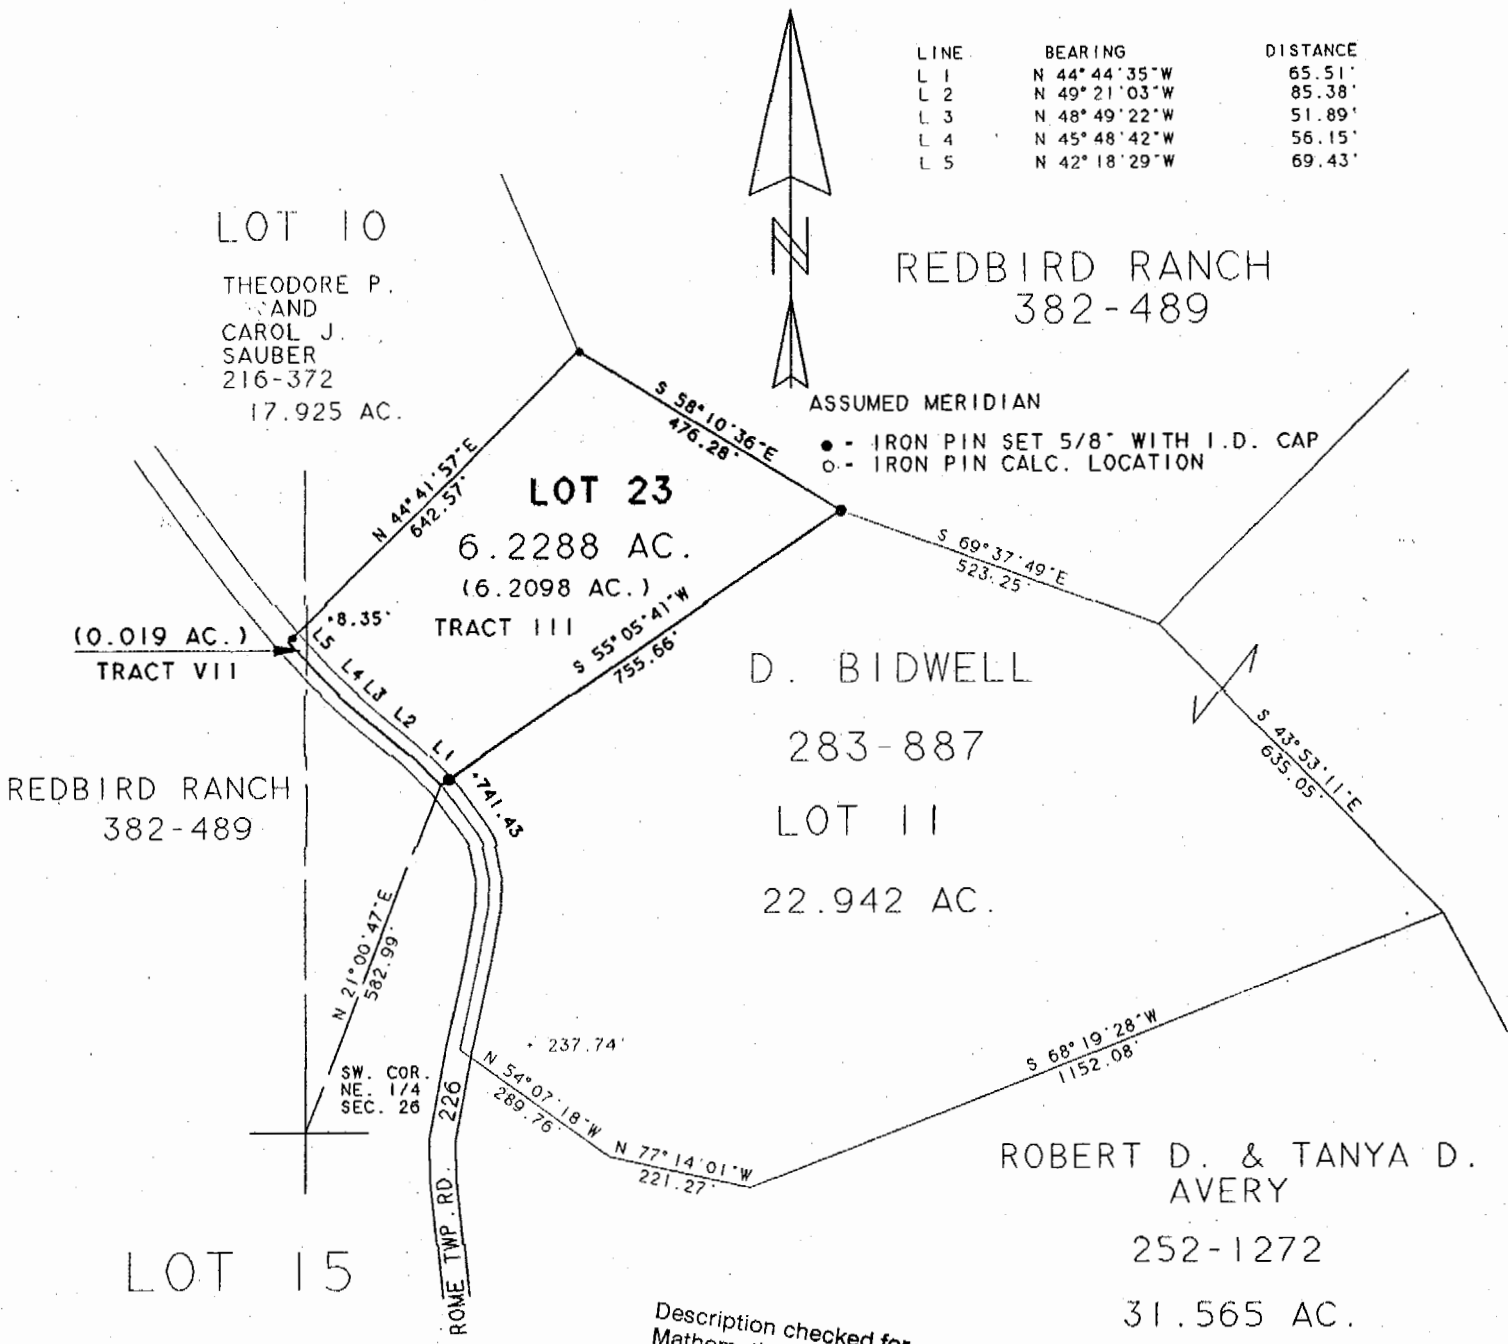 LINE BEARING DISTANCE
L 1 N 44°44'35"W 65.51'
L 2 N 49°21'03"W 85.38'
L 3 N 48°49'22"W 51.89'
L 4 N 45°48'42"W 56.15'
L 5 N 42°18'29"W 69.43'
N
REDBIRD RANCH
382-489
LOT 10
THEODORE P.
AND
CAROL J.
SAUBER
216-372
17.925 AC.
ASSUMED MERIDIAN
● - IRON PIN SET 5/8" WITH I.D. CAP
○ - IRON PIN CALC. LOCATION
S 58°10'36"E
476.28'
N 44°41'57"E
642.57'
LOT 23
6.2288 AC.
(6.2098 AC.)
TRACT III
S 69°37'49"E
523.25'
S 55°05'41"W
755.66'
+8.35'
(0.019 AC.)
TRACT VII
L5
L4
L3
L2
L1
+741.43
D. BIDWELL
283-887
LOT 11
22.942 AC.
S 43°53'11"E
635.05'
REDBIRD RANCH
382-489
N 21°00'47"E
582.99'
SW. COR.
NE. 1/4
SEC. 26
+ 237.74'
N 54°07'18"W
289.76'
N 77°14'01"W
221.27'
S 68°19'28"W
1152.08'
ROME TWP. RD. 226
ROBERT D. & TANYA D.
AVERY
252-1272
31.565 AC.
LOT 15
Description checked for